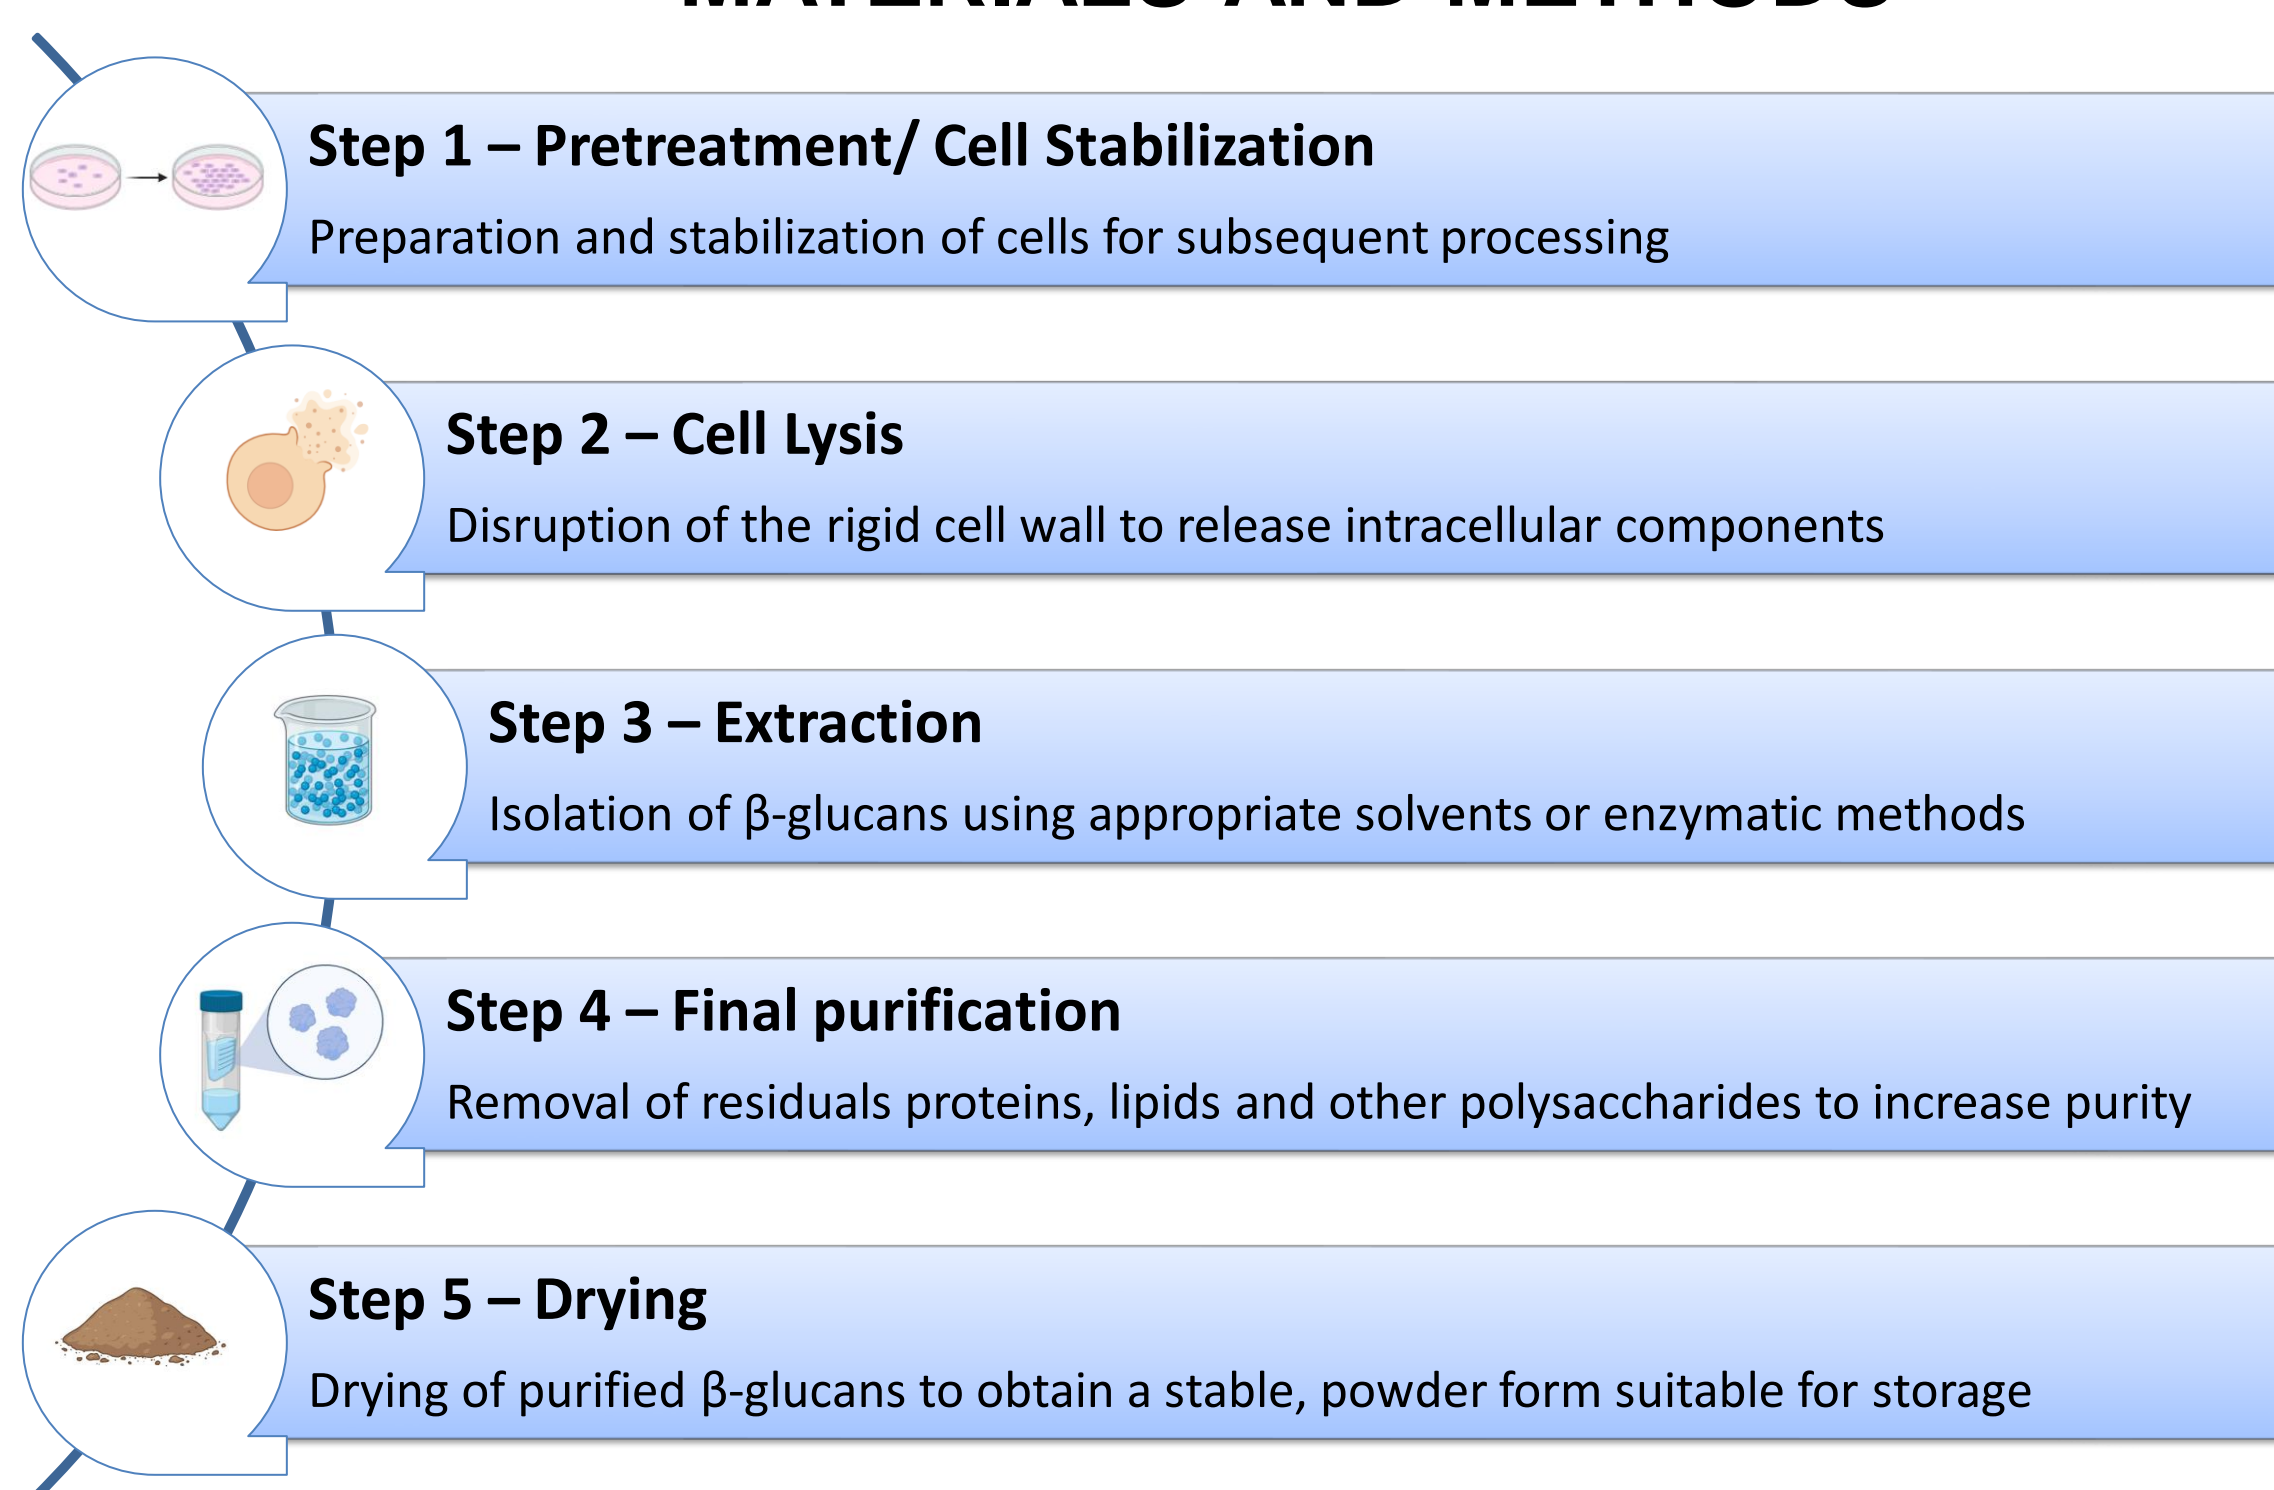 MATERIALS AND METHODS
Step 1 – Pretreatment/ Cell Stabilization
Preparation and stabilization of cells for subsequent processing
Step 2 – Cell Lysis
Disruption of the rigid cell wall to release intracellular components
Step 3 – Extraction
Isolation of β-glucans using appropriate solvents or enzymatic methods
Step 4 – Final purification
Removal of residuals proteins, lipids and other polysaccharides to increase purity
Step 5 – Drying
Drying of purified β-glucans to obtain a stable, powder form suitable for storage